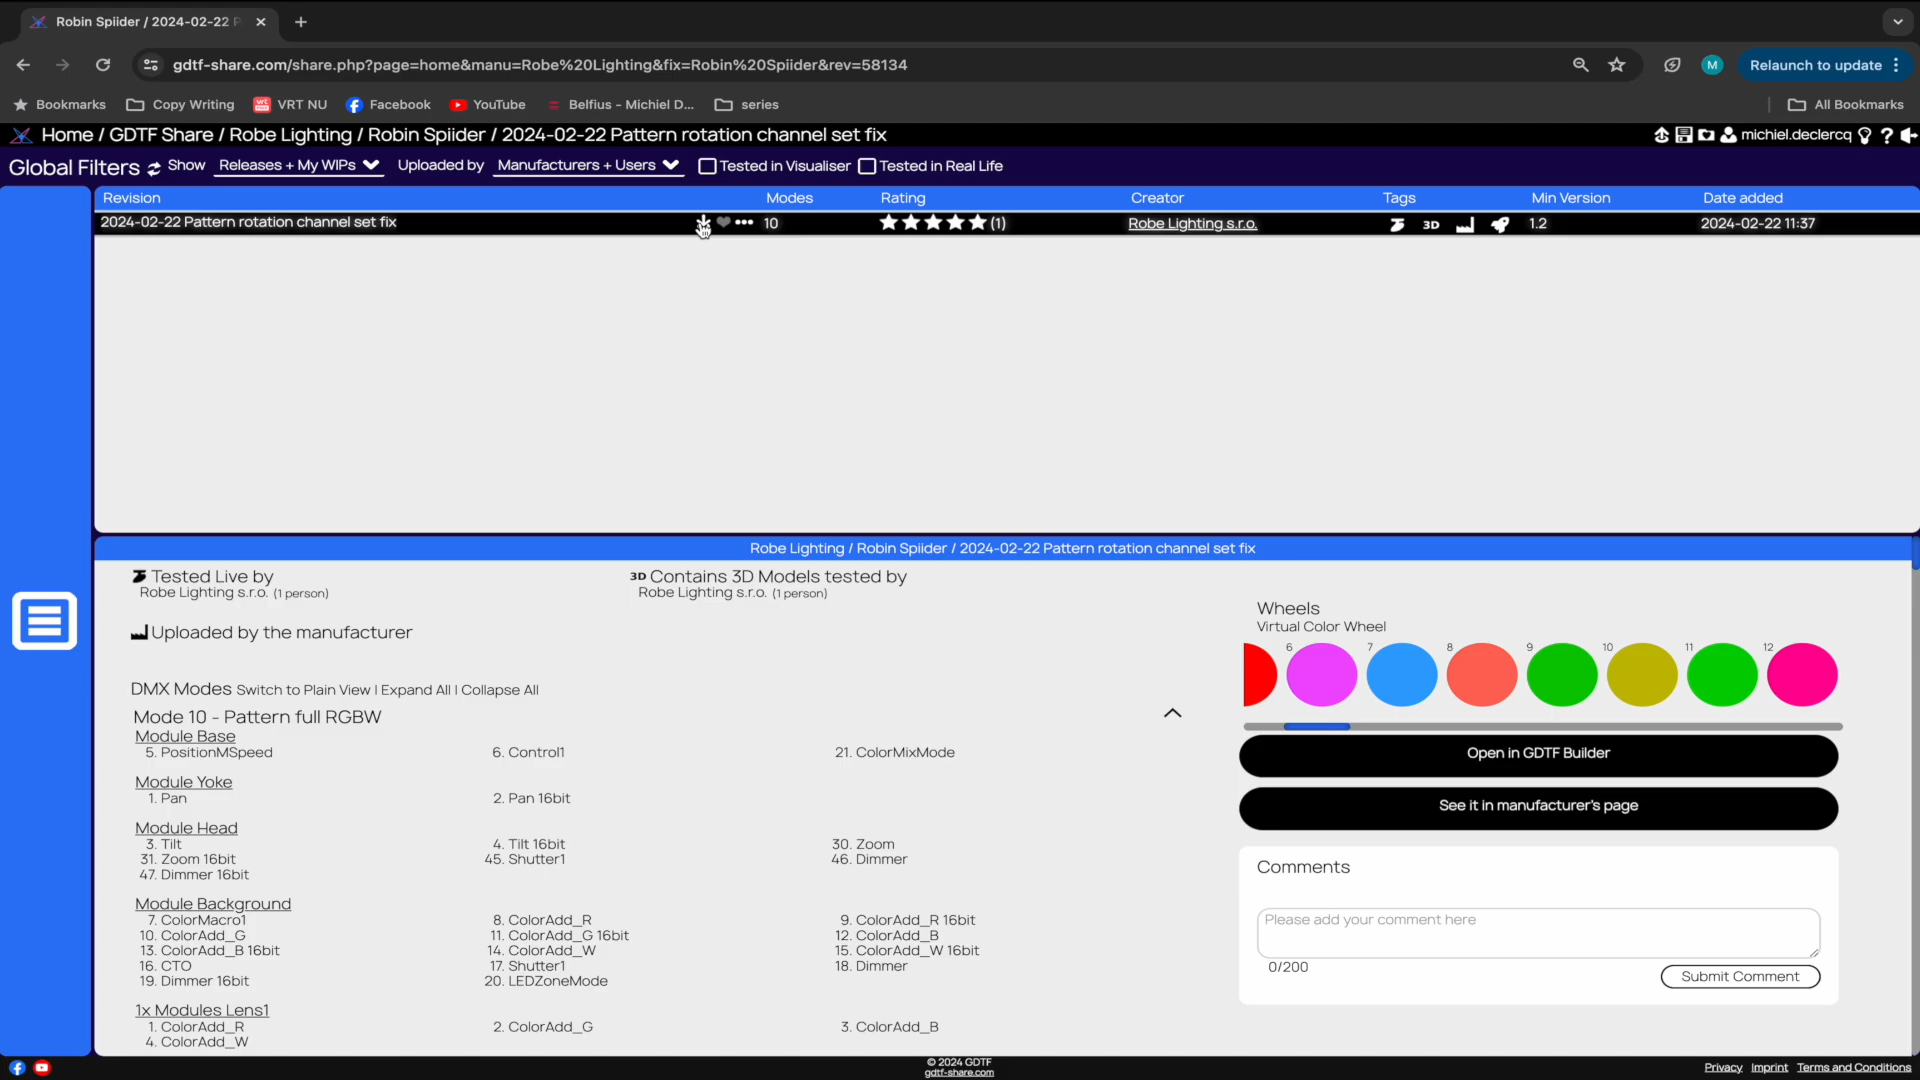 Robin Spiider / 2024-02-22 P
gdtf-share.com/share.php?page=home&manu=Robe%20Lighting&fix=Robin%20Spiider&rev=58134
M
Relaunch to update
Bookmarks
Copy Writing
VRT NU
Facebook
YouTube
Belfius - Michiel D...
series
All Bookmarks
Home / GDTF Share / Robe Lighting / Robin Spiider / 2024-02-22 Pattern rotation channel set fix
michiel.declercq
Global Filters Show Releases + My WIPs Uploaded by Manufacturers + Users Tested in Visualiser Tested in Real Life
Revision Modes Rating Creator Tags Min Version Date added
2024-02-22 Pattern rotation channel set fix 10 (1) Robe Lighting s.r.o. 3D 1.2 2024-02-22 11:37
Robe Lighting / Robin Spiider / 2024-02-22 Pattern rotation channel set fix
Tested Live by
Robe Lighting s.r.o. (1 person)
3D Contains 3D Models tested by
Robe Lighting s.r.o. (1 person)
Uploaded by the manufacturer
DMX Modes Switch to Plain View | Expand All | Collapse All
Mode 10 - Pattern full RGBW
Module Base
5. PositionMSpeed 6. Control1 21. ColorMixMode
Module Yoke
1. Pan 2. Pan 16bit
Module Head
3. Tilt 4. Tilt 16bit 30. Zoom
31. Zoom 16bit 45. Shutter1 46. Dimmer
47. Dimmer 16bit
Module Background
7. ColorMacro1 8. ColorAdd_R 9. ColorAdd_R 16bit
10. ColorAdd_G 11. ColorAdd_G 16bit 12. ColorAdd_B
13. ColorAdd_B 16bit 14. ColorAdd_W 15. ColorAdd_W 16bit
16. CTO 17. Shutter1 18. Dimmer
19. Dimmer 16bit 20. LEDZoneMode
1x Modules Lens1
1. ColorAdd_R 2. ColorAdd_G 3. ColorAdd_B
4. ColorAdd_W
Wheels
Virtual Color Wheel
6 7 8 9 10 11 12
Open in GDTF Builder
See it in manufacturer's page
Comments
Please add your comment here
0/200
Submit Comment
© 2024 GDTF
gdtf-share.com
Privacy Imprint Terms and Conditions